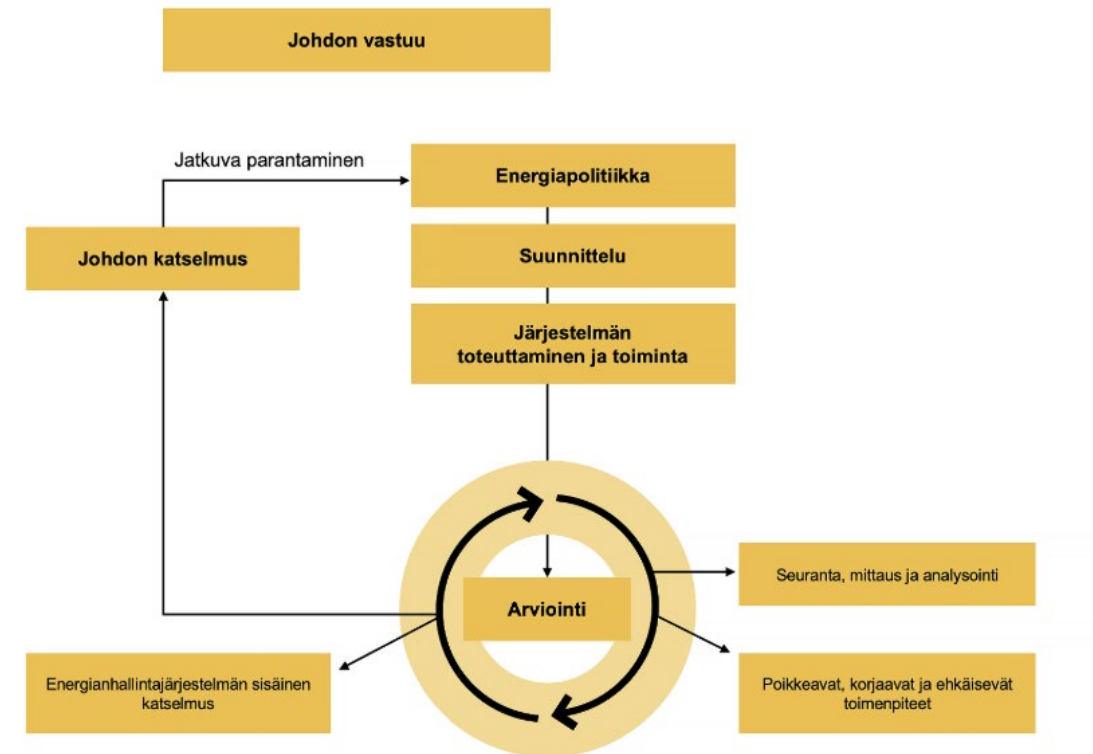 Johdon vastuu
Jatkuva parantaminen
Energiapolitiikka
Johdon katselmus
Suunnittelu
Järjestelmän
toteuttaminen ja toiminta
Arviointi
Seuranta, mittaus ja analysointi
Energianhallintajärjestelmän sisäinen
katselmus
Poikkeavat, korjaavat ja ehkäisevät
toimenpiteet